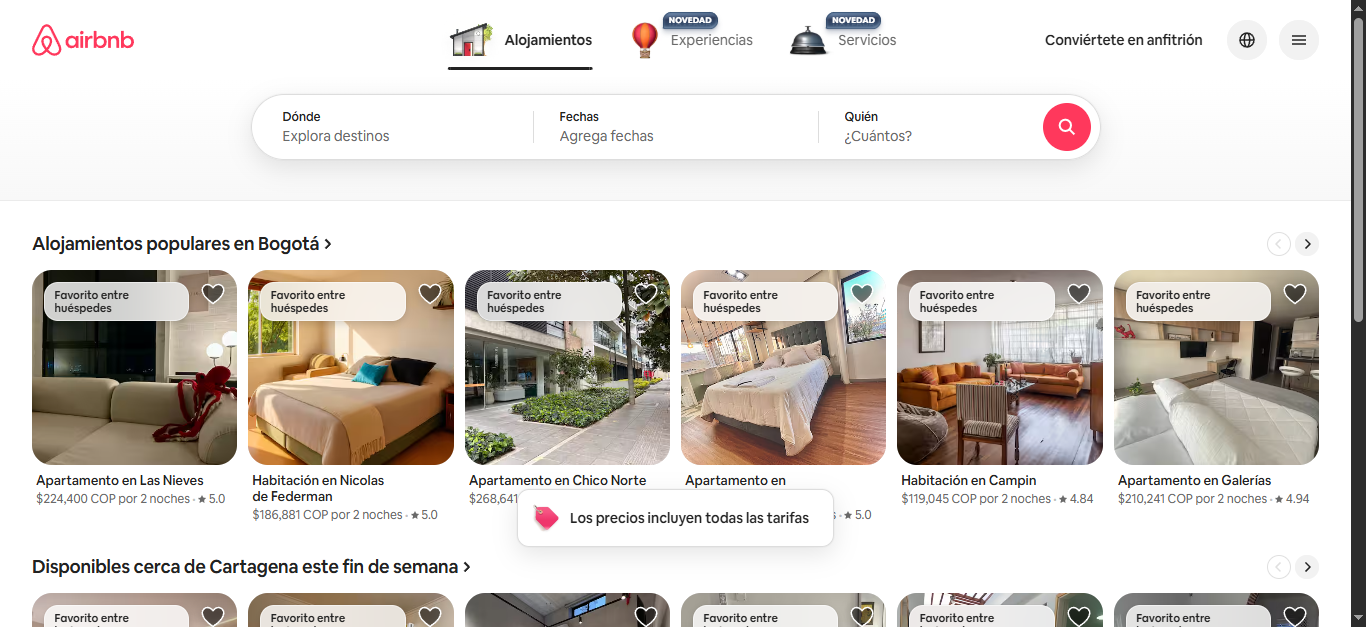 airbnb
Alojamientos
NOVEDAD
Experiencias
NOVEDAD
Servicios
Conviértete en anfitrión
Dónde
Explora destinos
Fechas
Agrega fechas
Quién
¿Cuántos?
Alojamientos populares en Bogotá
Favorito entre
huéspedes
Apartamento en Las Nieves
$224,400 COP por 2 noches · ★ 5.0
Favorito entre
huéspedes
Habitación en Nicolas
de Federman
$186,881 COP por 2 noches · ★ 5.0
Favorito entre
huéspedes
Apartamento en Chico Norte
$268,641
Favorito entre
huéspedes
Apartamento en
· ★ 5.0
Favorito entre
huéspedes
Habitación en Campin
$119,045 COP por 2 noches · ★ 4.84
Favorito entre
huéspedes
Apartamento en Galerías
$210,241 COP por 2 noches · ★ 4.94
Los precios incluyen todas las tarifas
Disponibles cerca de Cartagena este fin de semana
Favorito entre
Favorito entre
Favorito entre
Favorito entre
Favorito entre
Favorito entre